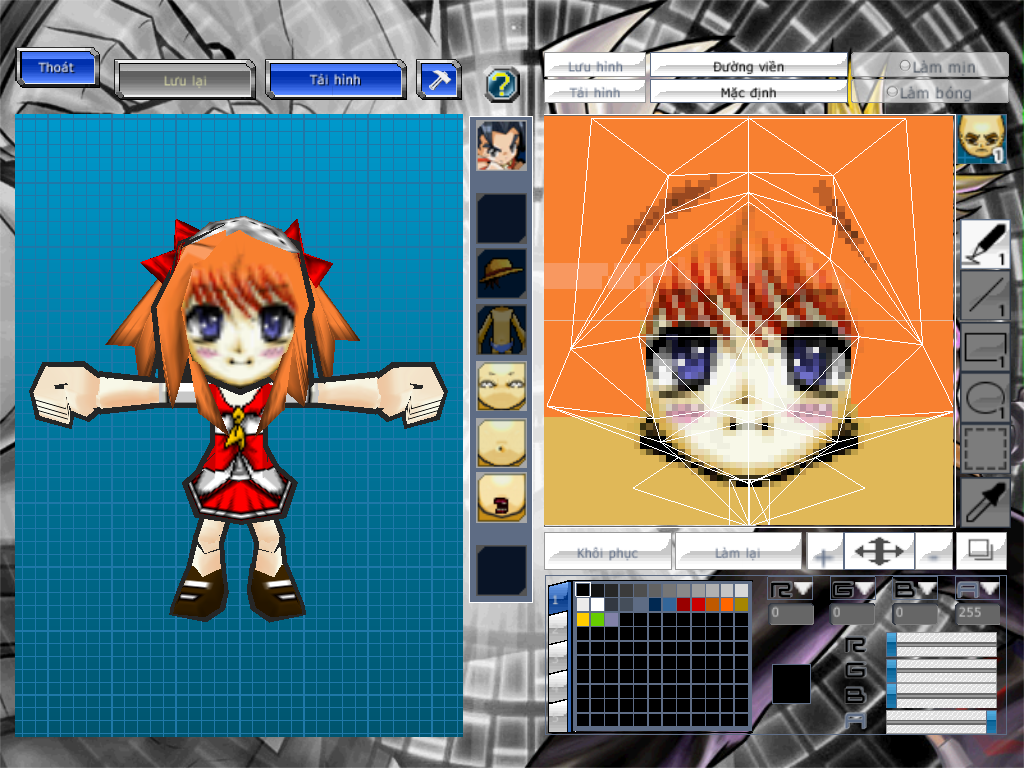 Thoát
Lưu lại
Tải hình
?
Lưu hình
Đường viền
Làm mịn
Tải hình
Mặc định
Làm bóng
1
1
1
1
1
Khôi phục
Làm lại
+
-
1
R
G
B
A
0
0
0
255
R
G
B
A